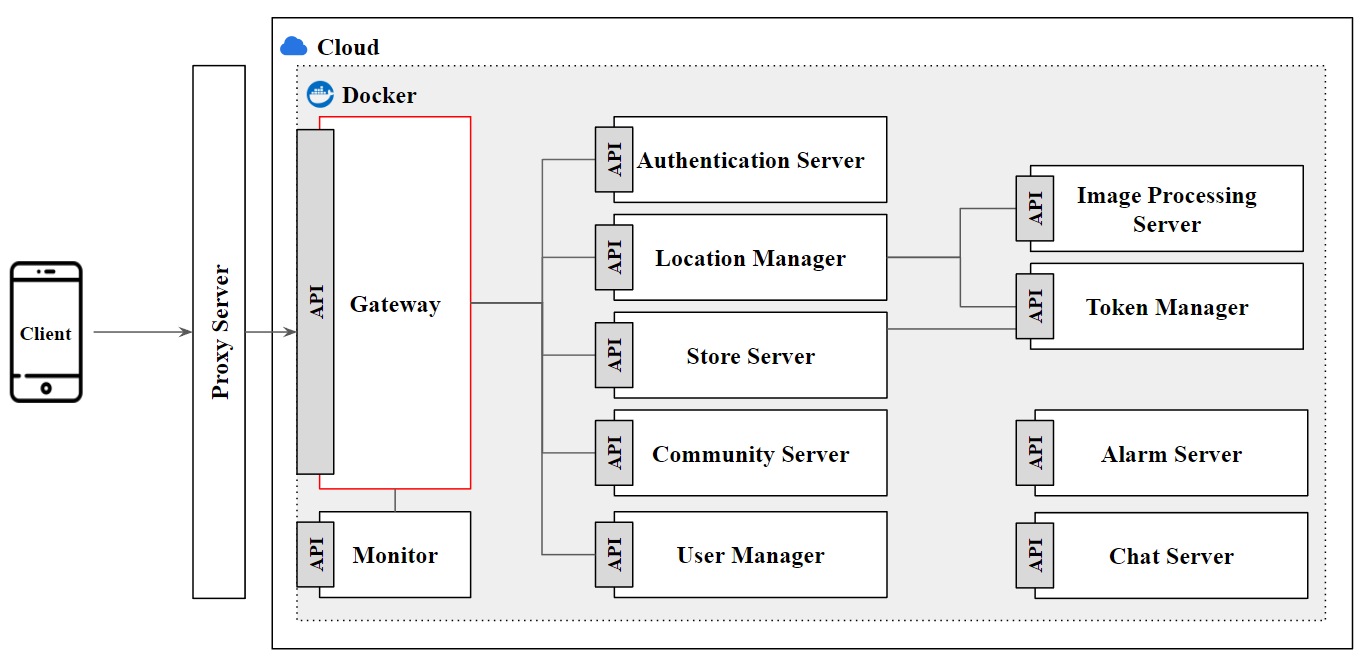 Cloud
Docker
Client
Proxy Server
API
Gateway
API
Monitor
API
Authentication Server
API
Location Manager
API
Store Server
API
Community Server
API
User Manager
API
Image Processing
Server
API
Token Manager
API
Alarm Server
API
Chat Server